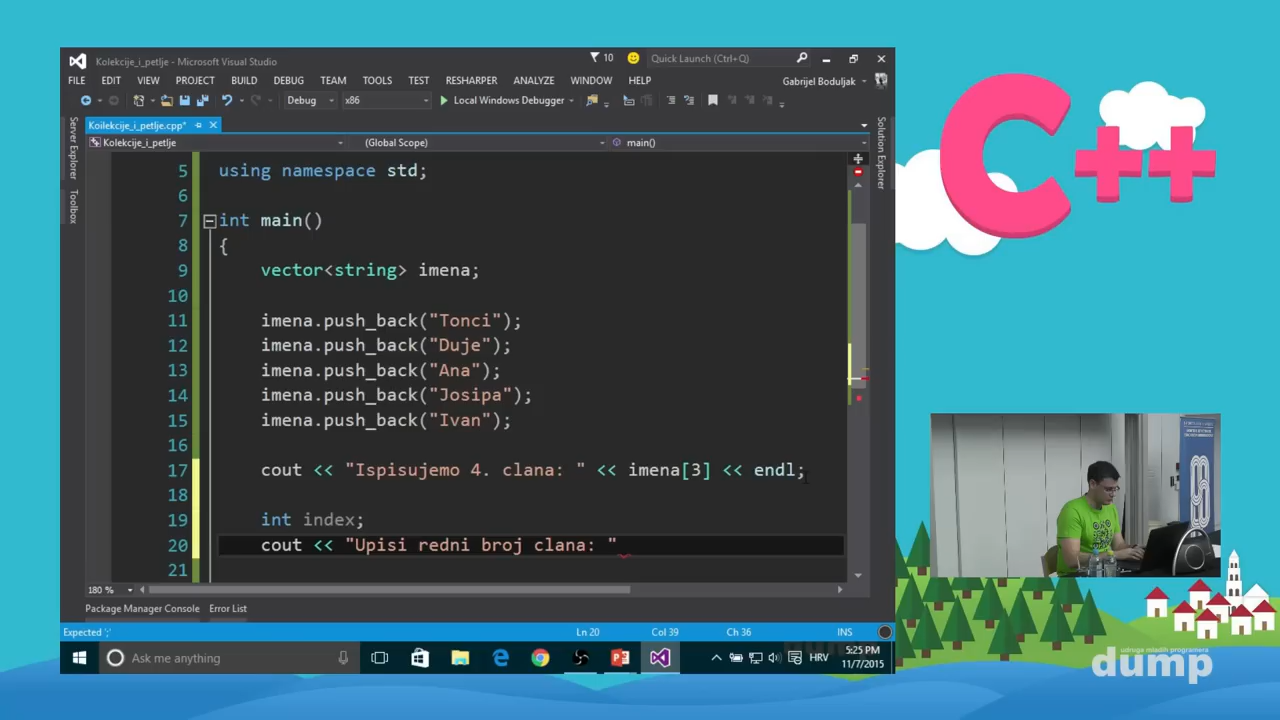 Kolekcije_i_petlje - Microsoft Visual Studio
10
Quick Launch (Ctrl+Q)
FILE EDIT VIEW PROJECT BUILD DEBUG TEAM TOOLS TEST RESHARPER ANALYZE WINDOW HELP
Gabrijel Boduljak
Debug x86 Local Windows Debugger
Koilekcije_i_petlje.cpp*
Kolekcije_i_petlje (Global Scope) main()
Server Explorer
Toolbox
Solution Explorer
5 using namespace std;
6
7 int main()
8 {
9 vector<string> imena;
10
11 imena.push_back("Tonci");
12 imena.push_back("Duje");
13 imena.push_back("Ana");
14 imena.push_back("Josipa");
15 imena.push_back("Ivan");
16
17 cout << "Ispisujemo 4. clana: " << imena[3] << endl;
18
19 int index;
20 cout << "Upisi redni broj clana: "
21
180 %
Package Manager Console Error List
Expected ';' Ln 20 Col 39 Ch 36 INS
Ask me anything
HRV
5:25 PM
11/7/2015
C++
udruga mladih programera
dump